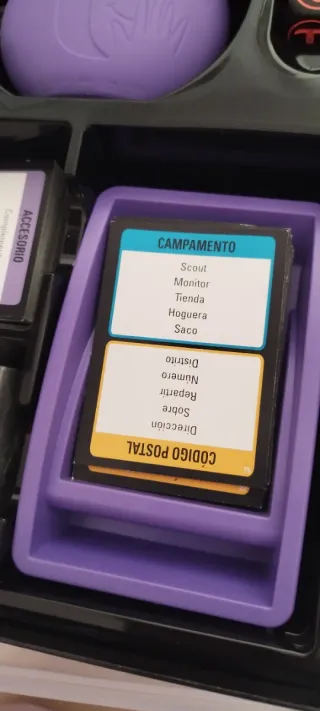 CAMPAMENTO
Scout
Monitor
Tienda
Hoguera
Saco
CÓDIGO POSTAL
Dirección
Sobre
Repartir
Número
Distrito
ACCESORIO